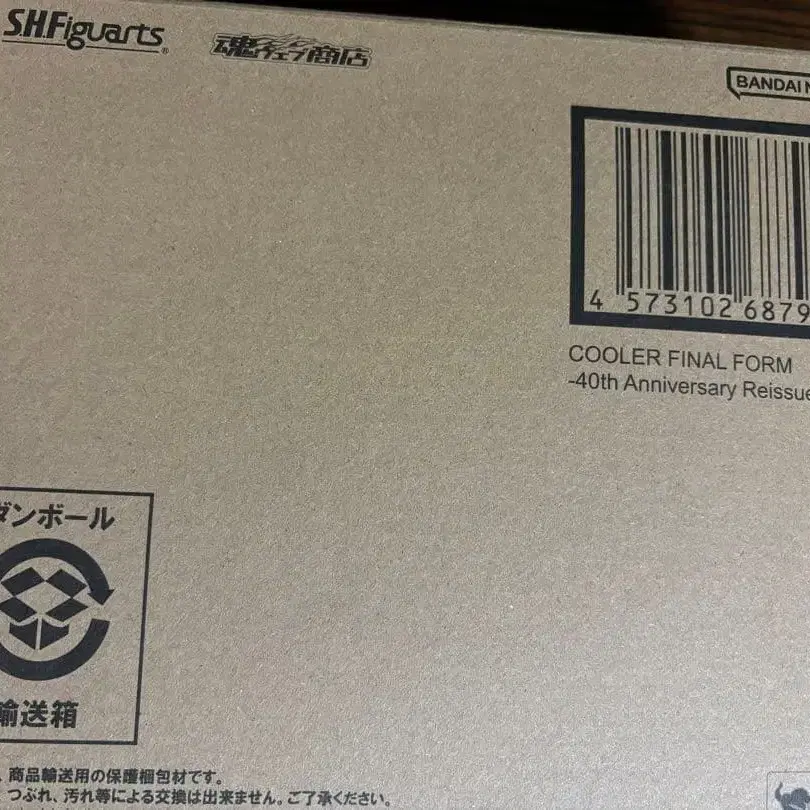 S.H.Figuarts
魂ウェブ商店
BANDAI
4 573102 6879
COOLER FINAL FORM
-40th Anniversary Reissue
ダンボール
輸送箱
商品輸送用の保護梱包材です。
つぶれ、汚れ等による交換は出来ません。ご了承ください。